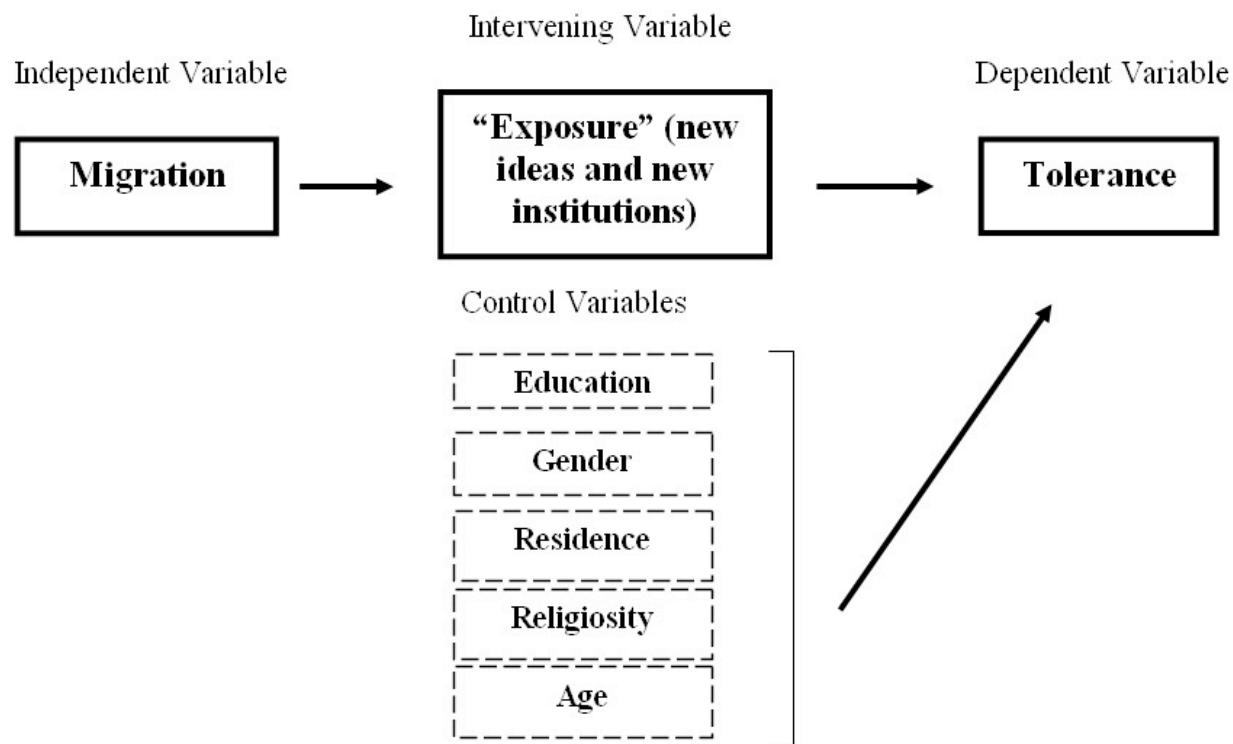 Intervening Variable
Independent Variable
Dependent Variable
Migration
“Exposure” (new
ideas and new
institutions)
Tolerance
Control Variables
Education
Gender
Residence
Religiosity
Age